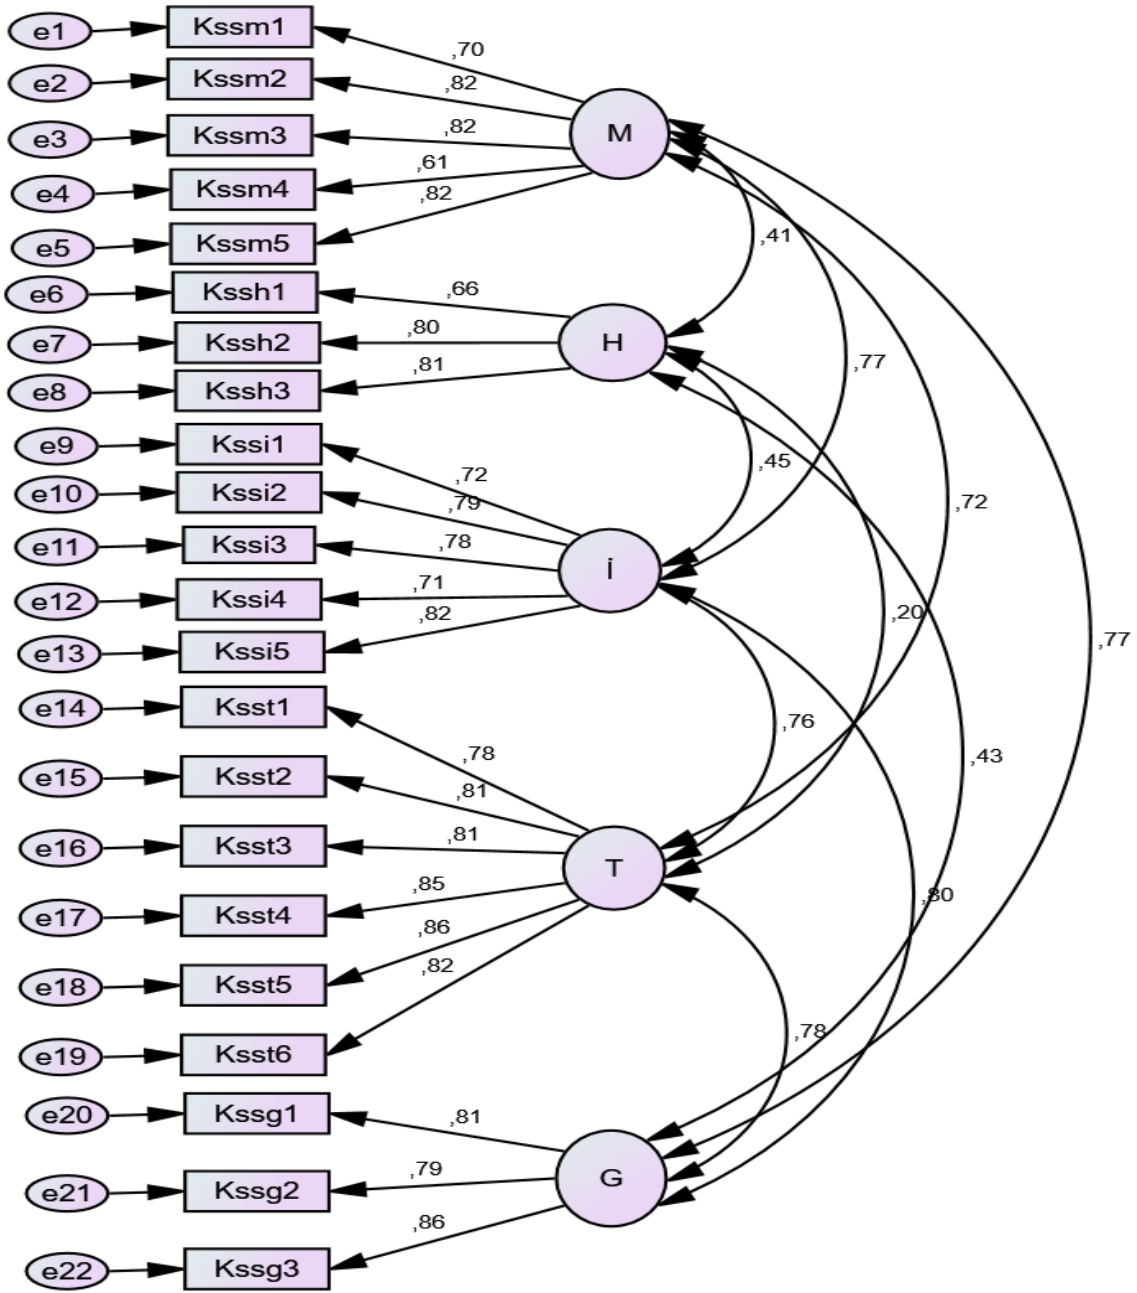 e1 Kssm1
,70
e2 Kssm2
,82
e3 Kssm3
,82
M
e4 Kssm4
,61
e5 Kssm5
,82
,41
e6 Kssh1
,66
e7 Kssh2
,80
H
e8 Kssh3
,81
,77
e9 Kssi1
,72
,45
e10 Kssi2
,79
,72
e11 Kssi3
,78
İ
e12 Kssi4
,71
e13 Kssi5
,82
,20
,77
e14 Ksst1
,78
,76
e15 Ksst2
,81
,43
e16 Ksst3
,81
T
e17 Ksst4
,85
,80
e18 Ksst5
,86
e19 Ksst6
,82
,78
e20 Kssg1
,81
e21 Kssg2
,79
G
e22 Kssg3
,86